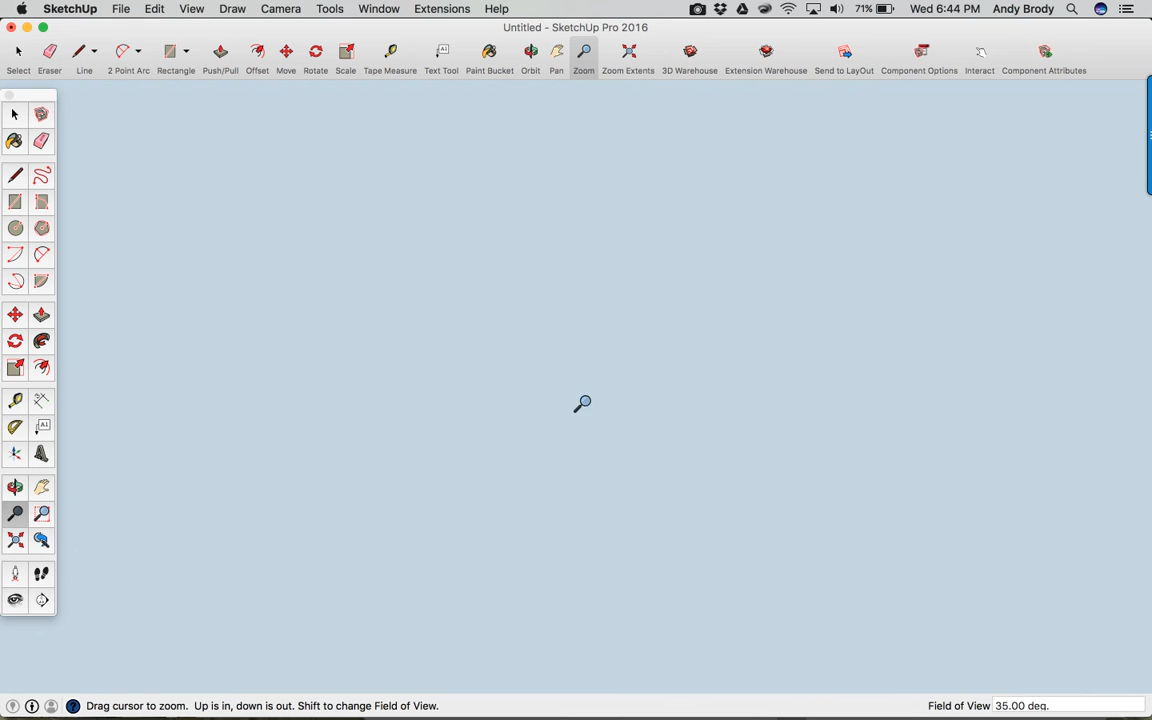 SketchUp File Edit View Draw Camera Tools Window Extensions Help 71% Wed 6:44 PM Andy Brody
Untitled - SketchUp Pro 2016
Select Eraser Line 2 Point Arc Rectangle Push/Pull Offset Move Rotate Scale Tape Measure Text Tool Paint Bucket Orbit Pan Zoom Zoom Extents 3D Warehouse Extension Warehouse Send to LayOut Component Options Interact Component Attributes
Drag cursor to zoom. Up is in, down is out. Shift to change Field of View. Field of View 35.00 deg.